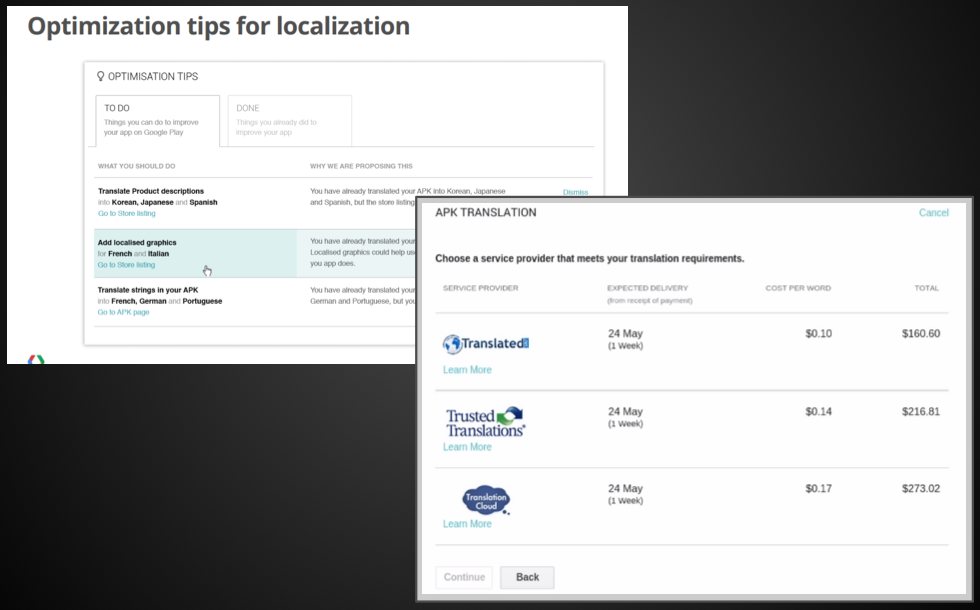 Optimization tips for localization
OPTIMISATION TIPS
TO DO
Things you can do to improve
your app on Google Play
DONE
Things you already did to
improve your app
WHAT YOU SHOULD DO
WHY WE ARE PROPOSING THIS
Translate Product descriptions
into Korean, Japanese and Spanish
Go to Store listing
You have already translated your APK into Korean, Japanese
and Spanish, but the store listing
Dismiss
Add localised graphics
for French and Italian
Go to Store listing
You have already translated your
Localised graphics could help
you app does.
Translate strings in your APK
into French, German and Portuguese
Go to APK page
You have already translated your
German and Portuguese, but
APK TRANSLATION
Cancel
Choose a service provider that meets your translation requirements.
SERVICE PROVIDER
EXPECTED DELIVERY
(from receipt of payment)
COST PER WORD
TOTAL
Translated
Learn More
24 May
(1 Week)
$0.10
$160.60
Trusted
Translations
Learn More
24 May
(1 Week)
$0.14
$216.81
Translation
Cloud
Learn More
24 May
(1 Week)
$0.17
$273.02
Continue
Back